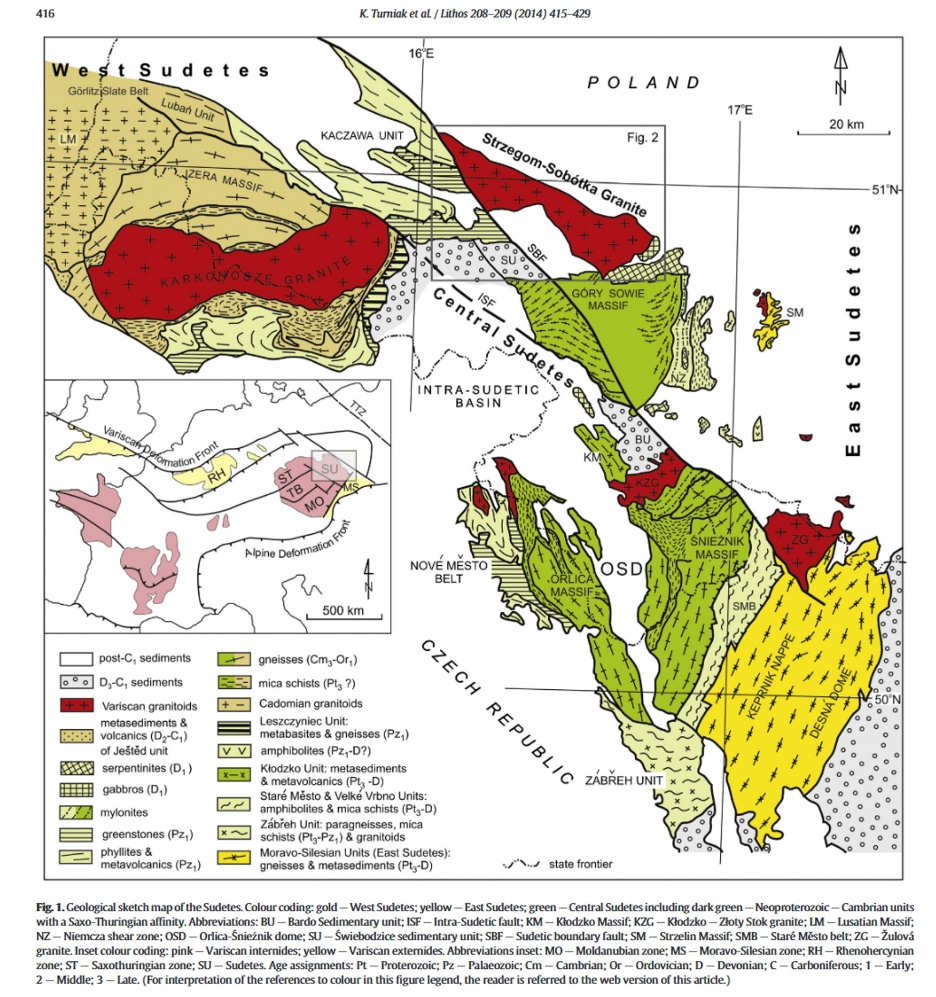 416
K. Turniak et al. / Lithos 208–209 (2014) 415–429
16°E
West Sudetes
POLAND
N
Görlitz Slate Belt
Lubań Unit
17°E
20 km
LM
KACZAWA UNIT
Fig. 2
Strzegom-Sobótka Granite
IZERA MASSIF
51°N
KARKONOSZE GRANITE
SBF
SU
East Sudetes
ISF
GÓRY SOWIE
MASSIF
SM
Central Sudetes
NZ
INTRA-SUDETIC
BASIN
TTZ
Variscan Deformation Front
BU
KM
RH
SU
ST
TB
MS
MO
KZG
Alpine Deformation Front
ZG
ŚNIEŻNIK
MASSIF
NOVÉ MĚSTO
BELT
OSD
ORLICA
MASSIF
N
500 km
SMB
CZECH REPUBLIC
KEPRNÍK NAPPE
DESNÁ DOME
50°N
ZÁBŘEH UNIT
post-C₁ sediments
D₃-C₁ sediments
Variscan granitoids
metasediments &
volcanics (D₂-C₁)
of Ještěd unit
serpentinites (D₁)
gabbros (D₁)
mylonites
greenstones (Pz₁)
phyllites &
metavolcanics (Pz₁)
gneisses (Cm₃-Or₁)
mica schists (Pt₃ ?)
Cadomian granitoids
Leszczyniec Unit:
metabasites & gneisses (Pz₁)
amphibolites (Pz₁-D?)
Kłodzko Unit: metasediments
& metavolcanics (Pt₃ -D)
Staré Město & Velké Vrbno Units:
amphibolites & mica schists (Pt₃-D)
Zábřeh Unit: paragneisses, mica
schists (Pt₃-Pz₁) & granitoids
Moravo-Silesian Units (East Sudetes):
gneisses & metasediments (Pt₃-D)
state frontier
Fig. 1. Geological sketch map of the Sudetes. Colour coding: gold — West Sudetes; yellow — East Sudetes; green — Central Sudetes including dark green — Neoproterozoic — Cambrian units
with a Saxo-Thuringian affinity. Abbreviations: BU — Bardo Sedimentary unit; ISF — Intra-Sudetic fault; KM — Kłodzko Massif; KZG — Kłodzko — Złoty Stok granite; LM — Lusatian Massif;
NZ — Niemcza shear zone; OSD — Orlica-Śnieżnik dome; SU — Świebodzice sedimentary unit; SBF — Sudetic boundary fault; SM — Strzelin Massif; SMB — Staré Město belt; ZG — Žulová
granite. Inset colour coding: pink — Variscan internides; yellow — Variscan externides. Abbreviations inset: MO — Moldanubian zone; MS — Moravo-Silesian zone; RH — Rhenohercynian
zone; ST — Saxothuringian zone; SU — Sudetes. Age assignments: Pt — Proterozoic; Pz — Palaeozoic; Cm — Cambrian; Or — Ordovician; D — Devonian; C — Carboniferous; 1 — Early;
2 — Middle; 3 — Late. (For interpretation of the references to colour in this figure legend, the reader is referred to the web version of this article.)